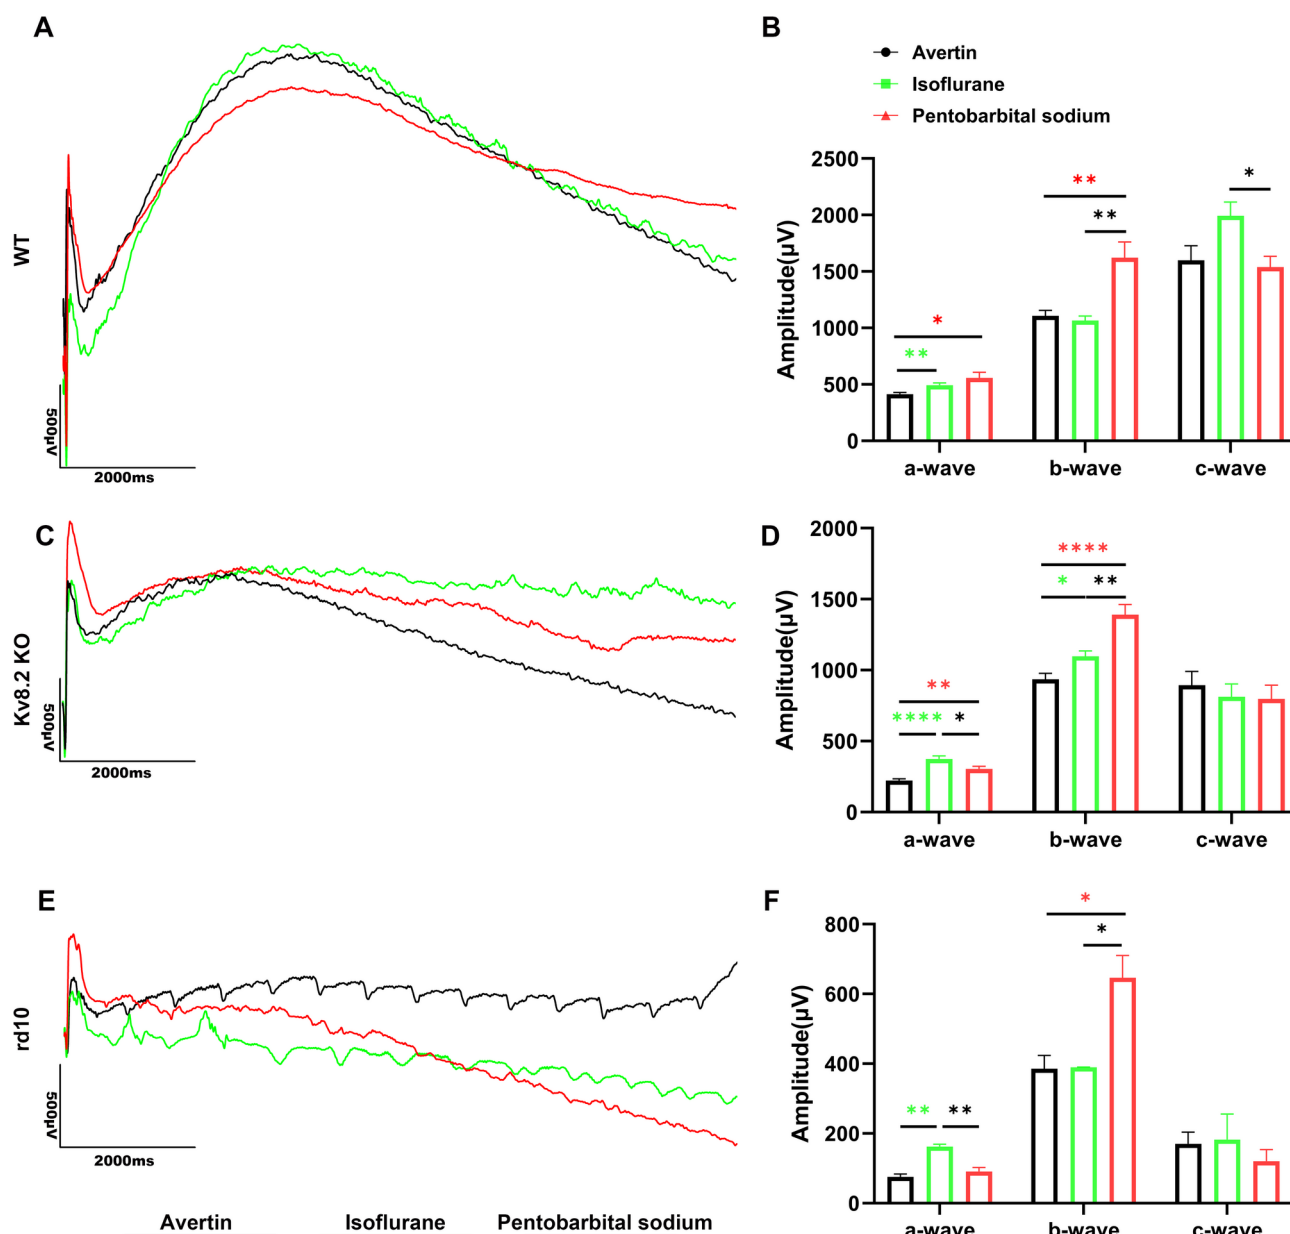 A
WT
500μV
2000ms
B
Avertin
Isoflurane
Pentobarbital sodium
Amplitude(μV)
2500
2000
1500
1000
500
0
**
*
**
**
*
a-wave
b-wave
c-wave
C
Kv8.2 KO
500μV
2000ms
D
Amplitude(μV)
2000
1500
1000
500
0
****
*
**
**
****
*
a-wave
b-wave
c-wave
E
rd10
500μV
2000ms
F
Amplitude(μV)
800
600
400
200
0
*
*
**
**
a-wave
b-wave
c-wave
Avertin
Isoflurane
Pentobarbital sodium